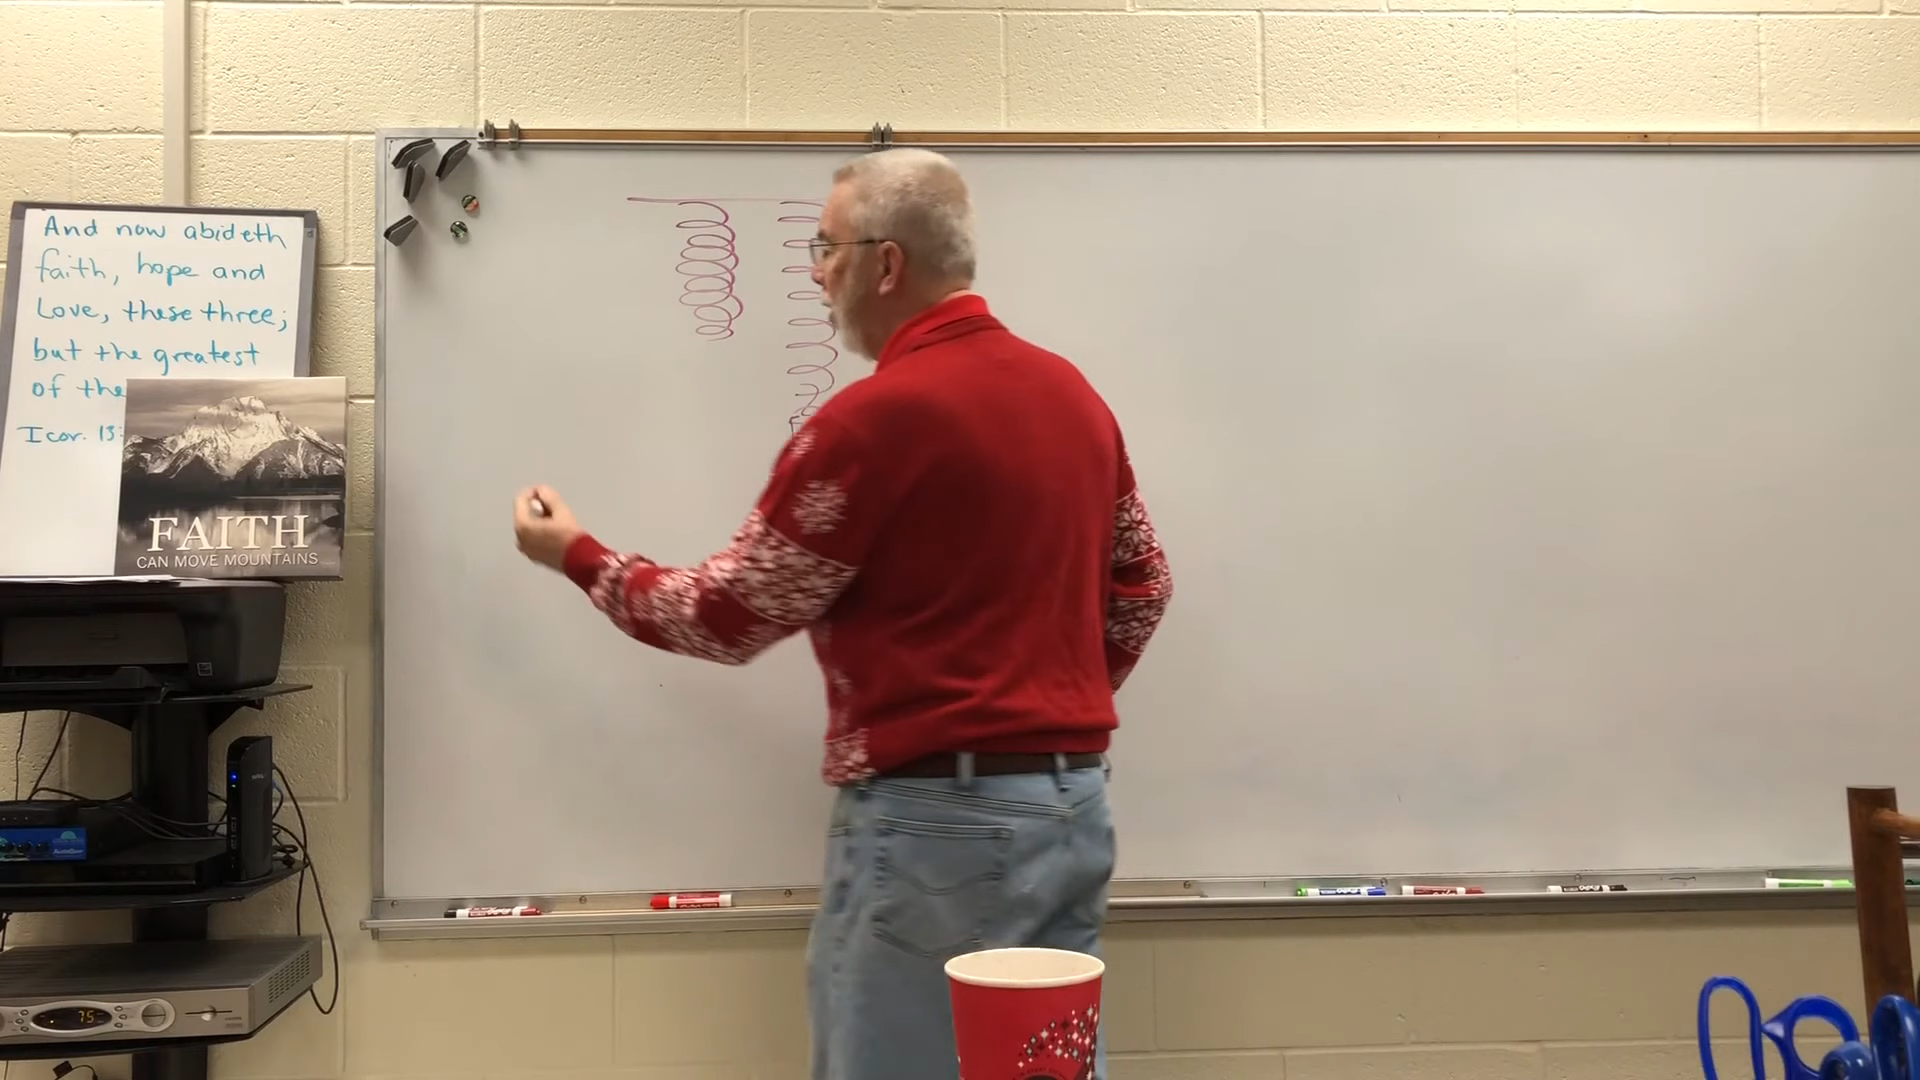 And now abideth
faith, hope and
Love, these three;
but the greatest
of the
I cor. 13:
FAITH
CAN MOVE MOUNTAINS
75